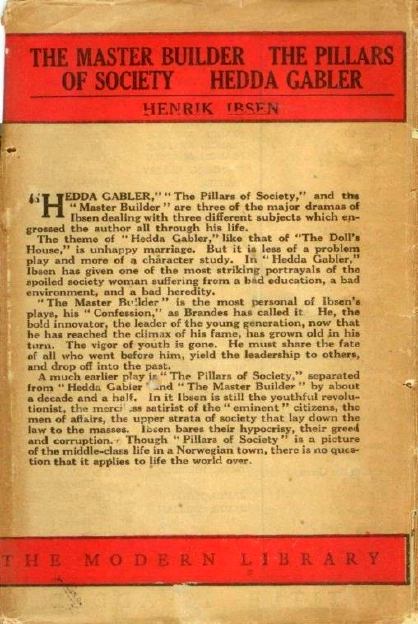 THE MASTER BUILDER THE PILLARS
OF SOCIETY HEDDA GABLER
HENRIK IBSEN
"HEDDA GABLER," "The Pillars of Society," and the
"Master Builder" are three of the major dramas of
Ibsen dealing with three different subjects which en-
grossed the author all through his life.
The theme of "Hedda Gabler," like that of "The Doll's
House," is unhappy marriage. But it is less of a problem
play and more of a character study. In "Hedda Gabler,"
Ibsen has given one of the most striking portrayals of the
spoiled society woman suffering from a bad education, a bad
environment, and a bad heredity.
"The Master Builder" is the most personal of Ibsen's
plays, his "Confession," as Brandes has called it. He, the
bold innovator, the leader of the young generation, now that
he has reached the climax of his fame, has grown old in his
turn. The vigor of youth is gone. He must share the fate
of all who went before him, yield the leadership to others,
and drop off into the past.
A much earlier play is "The Pillars of Society," separated
from "Hedda Gabler" and "The Master Builder" by about
a decade and a half. In it Ibsen is still the youthful revolu-
tionist, the merciless satirist of the "eminent" citizens, the
men of affairs, the upper strata of society that lay down the
law to the masses. Ibsen bares their hypocrisy, their greed
and corruption. Though "Pillars of Society" is a picture
of the middle-class life in a Norwegian town, there is no ques-
tion that it applies to life the world over.
THE MODERN LIBRARY